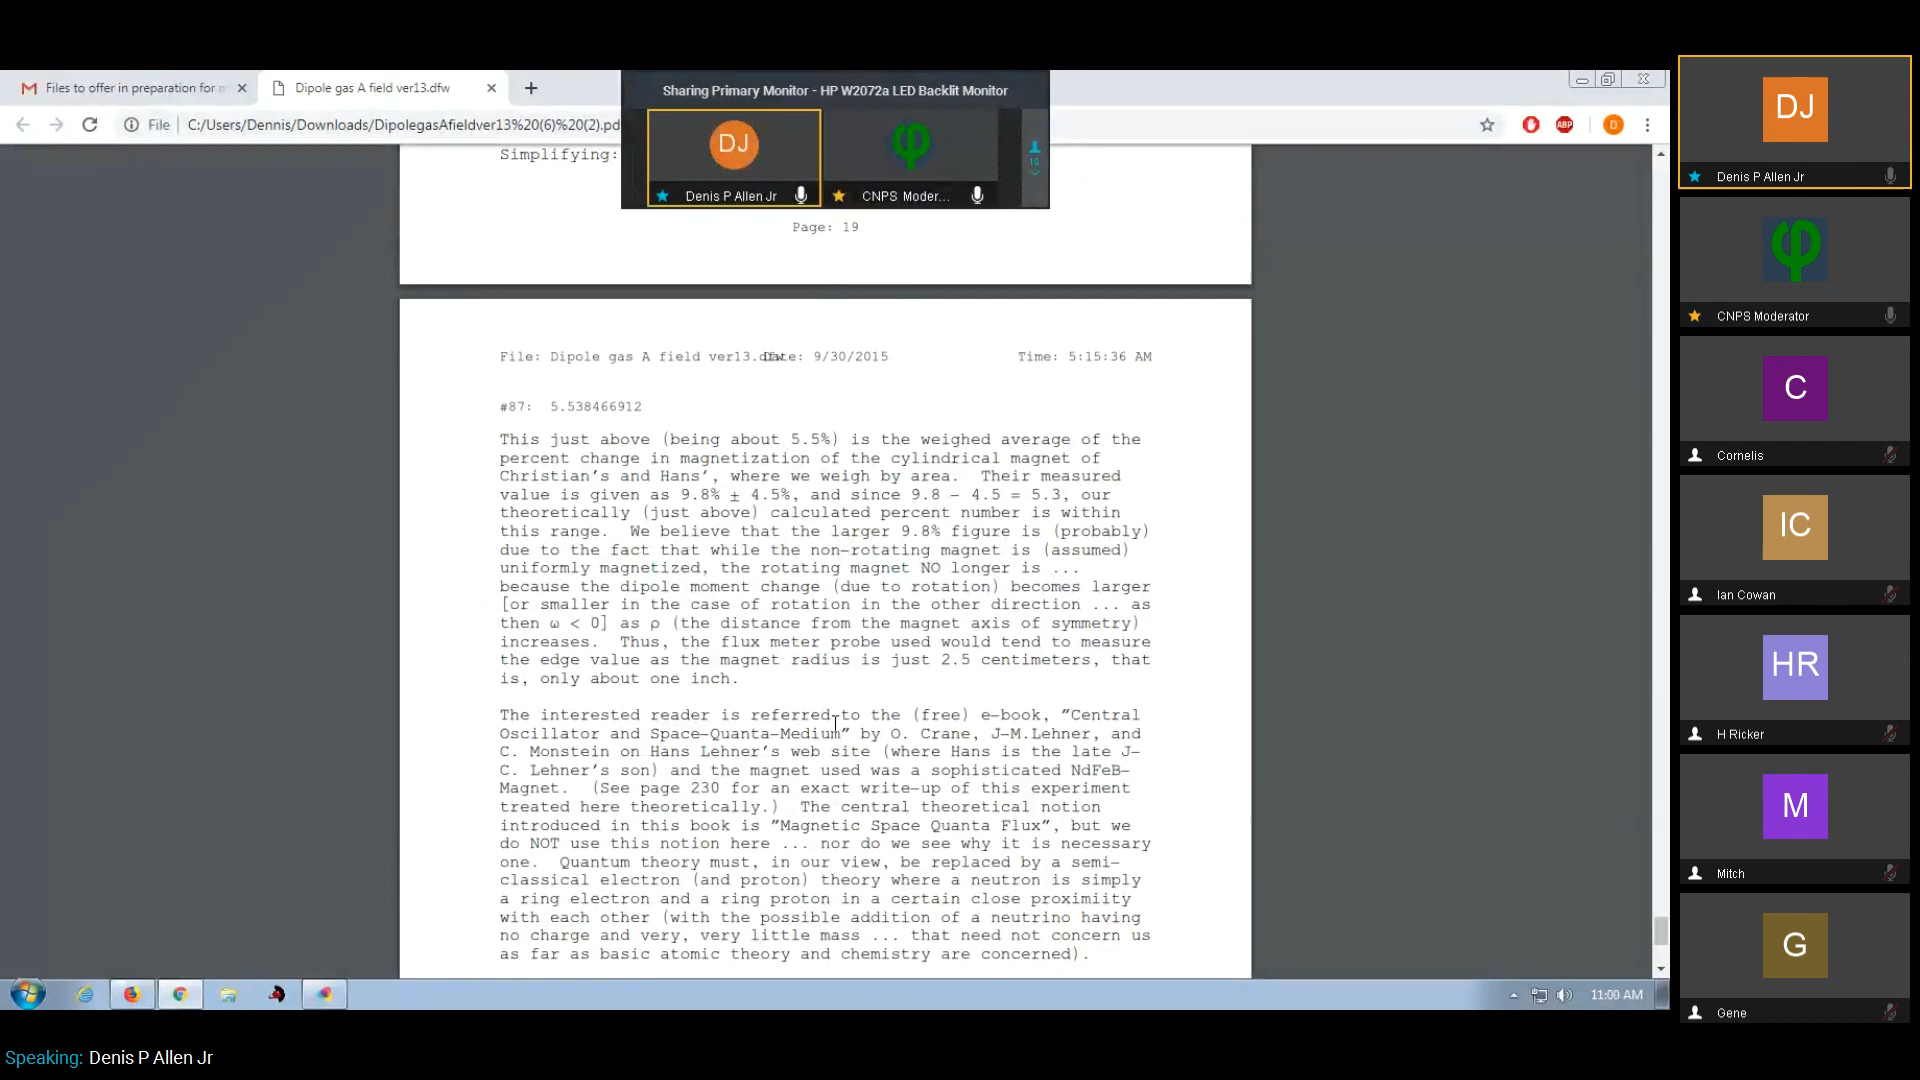 Files to offer in preparation for m
Dipole gas A field ver13.dfw
Sharing Primary Monitor - HP W2072a LED Backlit Monitor
File
C:/Users/Dennis/Downloads/DipolegasAfieldver13%20(6)%20(2).pd
ABP
D
DJ
Denis P Allen Jr
CNPS Moder...
18
Simplifying:
Page: 19
File: Dipole gas A field ver13.dfw Date: 9/30/2015 Time: 5:15:36 AM
#87: 5.538466912
This just above (being about 5.5%) is the weighed average of the
percent change in magnetization of the cylindrical magnet of
Christian's and Hans', where we weigh by area. Their measured
value is given as 9.8% ± 4.5%, and since 9.8 - 4.5 = 5.3, our
theoretically (just above) calculated percent number is within
this range. We believe that the larger 9.8% figure is (probably)
due to the fact that while the non-rotating magnet is (assumed)
uniformly magnetized, the rotating magnet NO longer is ...
because the dipole moment change (due to rotation) becomes larger
[or smaller in the case of rotation in the other direction ... as
then ω < 0] as ρ (the distance from the magnet axis of symmetry)
increases. Thus, the flux meter probe used would tend to measure
the edge value as the magnet radius is just 2.5 centimeters, that
is, only about one inch.
The interested reader is referred to the (free) e-book, "Central
Oscillator and Space-Quanta-Medium" by O. Crane, J-M.Lehner, and
C. Monstein on Hans Lehner's web site (where Hans is the late J-
C. Lehner's son) and the magnet used was a sophisticated NdFeB-
Magnet. (See page 230 for an exact write-up of this experiment
treated here theoretically.) The central theoretical notion
introduced in this book is "Magnetic Space Quanta Flux", but we
do NOT use this notion here ... nor do we see why it is necessary
one. Quantum theory must, in our view, be replaced by a semi-
classical electron (and proton) theory where a neutron is simply
a ring electron and a ring proton in a certain close proximiity
with each other (with the possible addition of a neutrino having
no charge and very, very little mass ... that need not concern us
as far as basic atomic theory and chemistry are concerned).
11:00 AM
DJ
Denis P Allen Jr
CNPS Moderator
C
Cornelis
IC
Ian Cowan
HR
H Ricker
M
Mitch
G
Gene
Speaking: Denis P Allen Jr